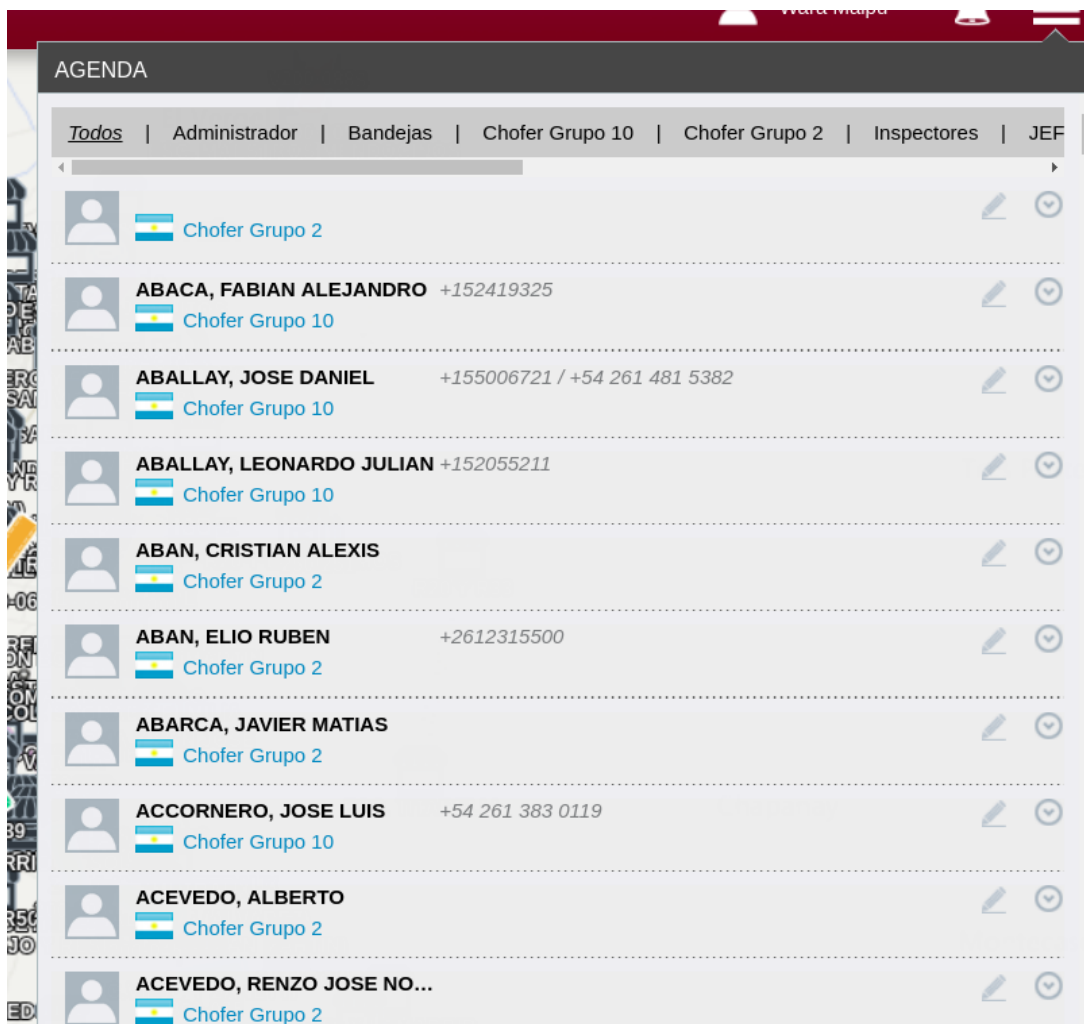 Wara Maipu
AGENDA
Todos | Administrador | Bandejas | Chofer Grupo 10 | Chofer Grupo 2 | Inspectores | JEF
Chofer Grupo 2
ABACA, FABIAN ALEJANDRO +152419325
Chofer Grupo 10
ABALLAY, JOSE DANIEL +155006721 / +54 261 481 5382
Chofer Grupo 10
ABALLAY, LEONARDO JULIAN +152055211
Chofer Grupo 10
ABAN, CRISTIAN ALEXIS
Chofer Grupo 2
ABAN, ELIO RUBEN +2612315500
Chofer Grupo 2
ABARCA, JAVIER MATIAS
Chofer Grupo 2
ACCORNERO, JOSE LUIS +54 261 383 0119
Chofer Grupo 10
ACEVEDO, ALBERTO
Chofer Grupo 2
ACEVEDO, RENZO JOSE NO...
Chofer Grupo 2